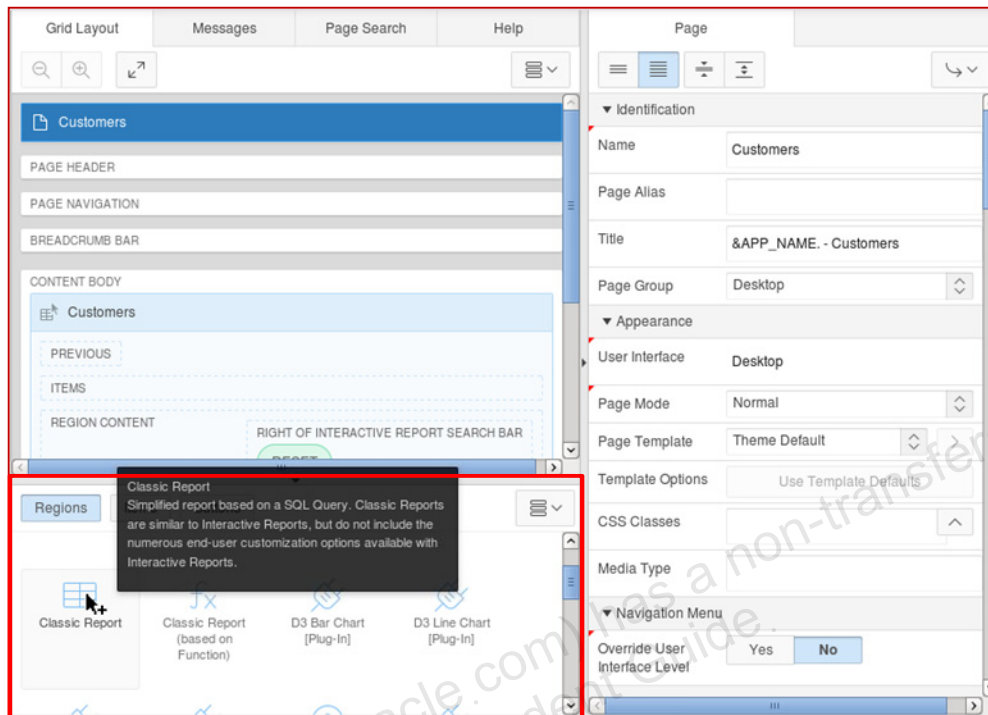 Grid Layout
Messages
Page Search
Help
Customers
PAGE HEADER
PAGE NAVIGATION
BREADCRUMB BAR
CONTENT BODY
Customers
PREVIOUS
ITEMS
REGION CONTENT
RIGHT OF INTERACTIVE REPORT SEARCH BAR
RESET
Classic Report
Simplified report based on a SQL Query. Classic Reports
are similar to Interactive Reports, but do not include the
numerous end-user customization options available with
Interactive Reports.
Regions
Classic Report
Classic Report
(based on
Function)
D3 Bar Chart
[Plug-In]
D3 Line Chart
[Plug-In]
Page
Identification
Name
Customers
Page Alias
Title
&APP_NAME. - Customers
Page Group
Desktop
Appearance
User Interface
Desktop
Page Mode
Normal
Page Template
Theme Default
Template Options
Use Template Defaults
CSS Classes
Media Type
Navigation Menu
Override User
Interface Level
Yes
No
has a non-transfer
Guide.